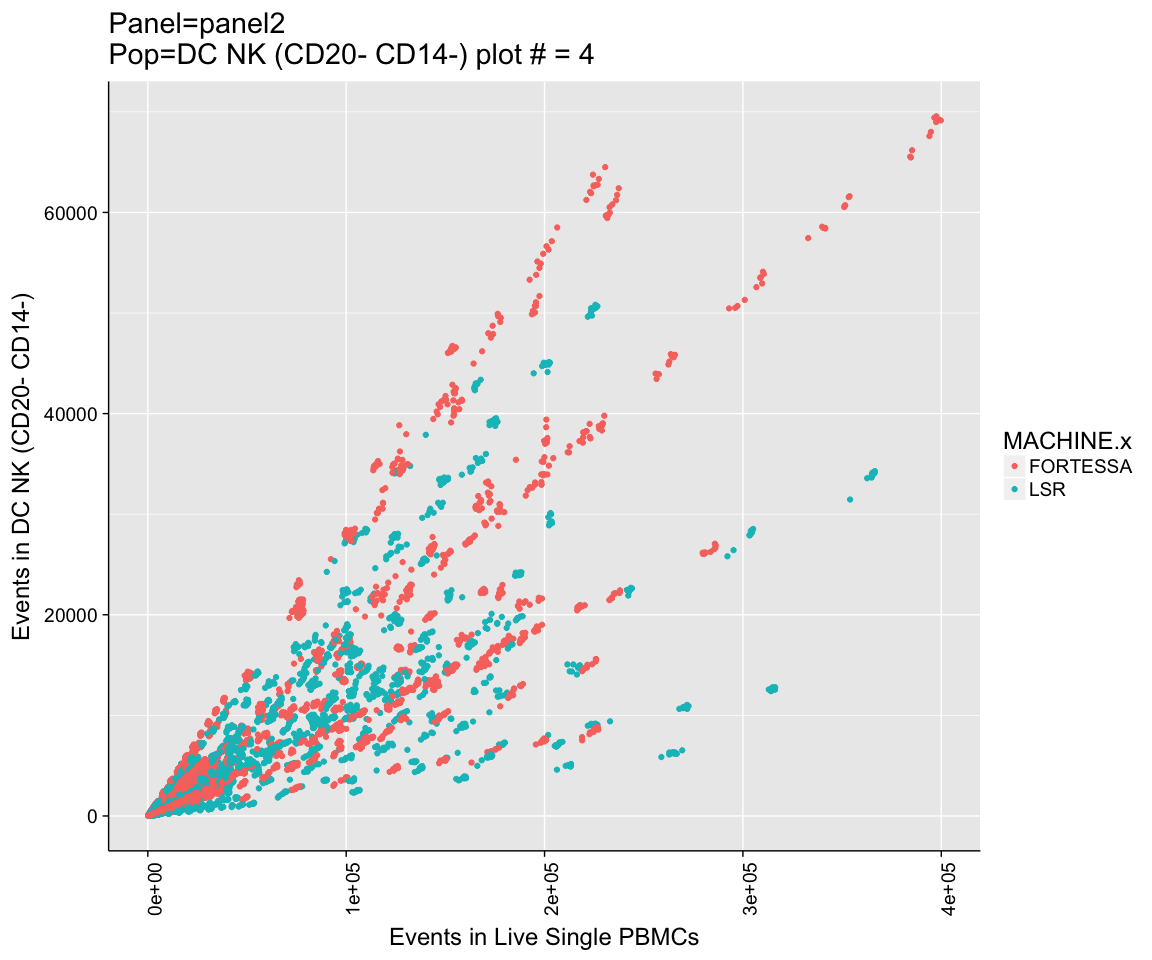 Panel=panel2
Pop=DC NK (CD20- CD14-) plot # = 4
Events in DC NK (CD20- CD14-)
60000
40000
20000
0
0e+00
1e+05
2e+05
3e+05
4e+05
Events in Live Single PBMCs
MACHINE.x
FORTESSA
LSR